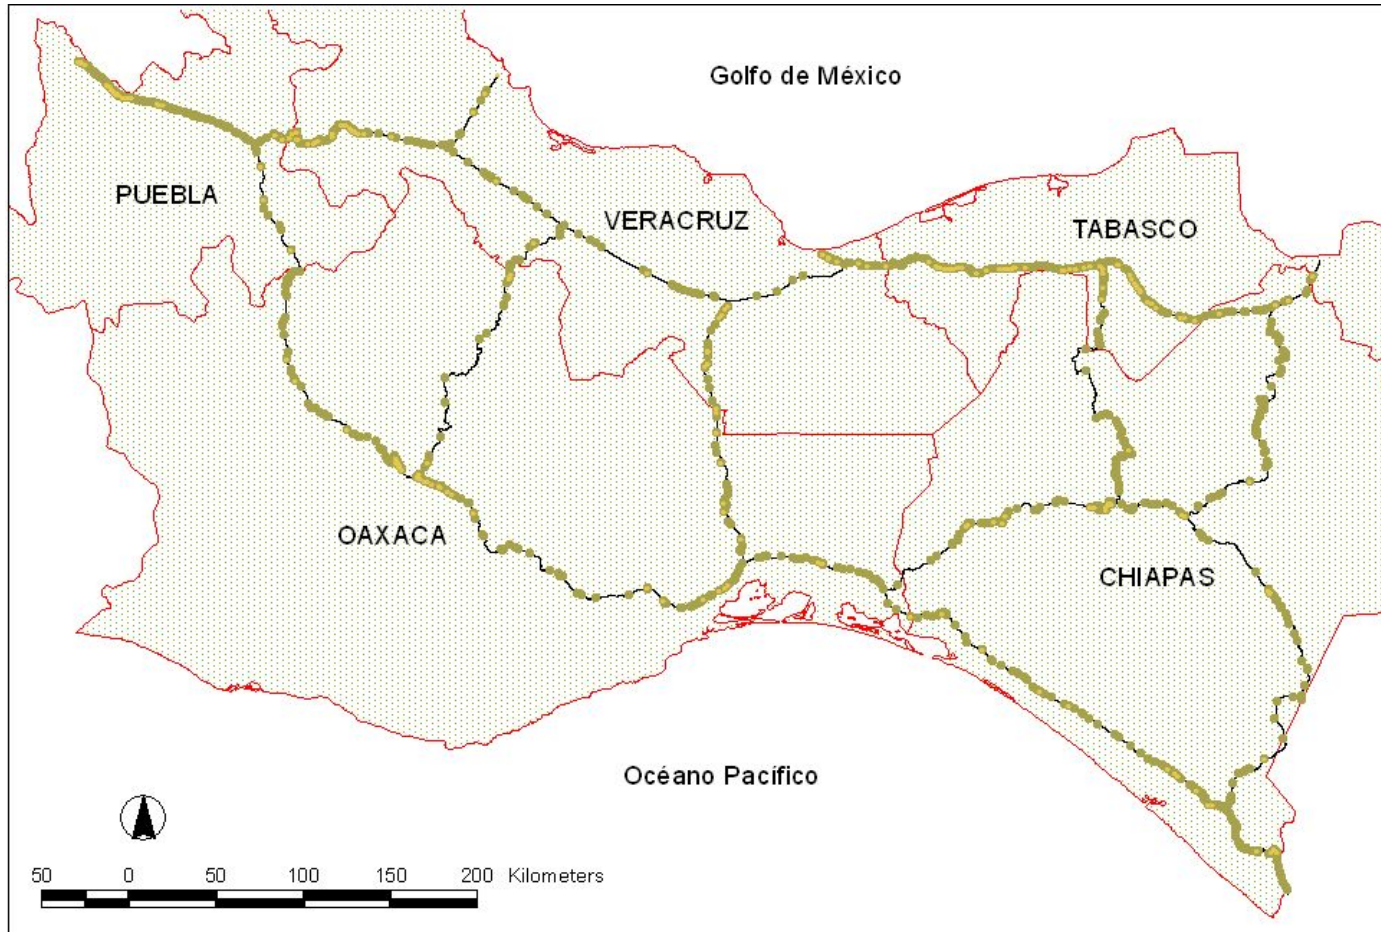 Golfo de México
PUEBLA
VERACRUZ
TABASCO
OAXACA
CHIAPAS
Océano Pacífico
50 0 50 100 150 200 Kilometers